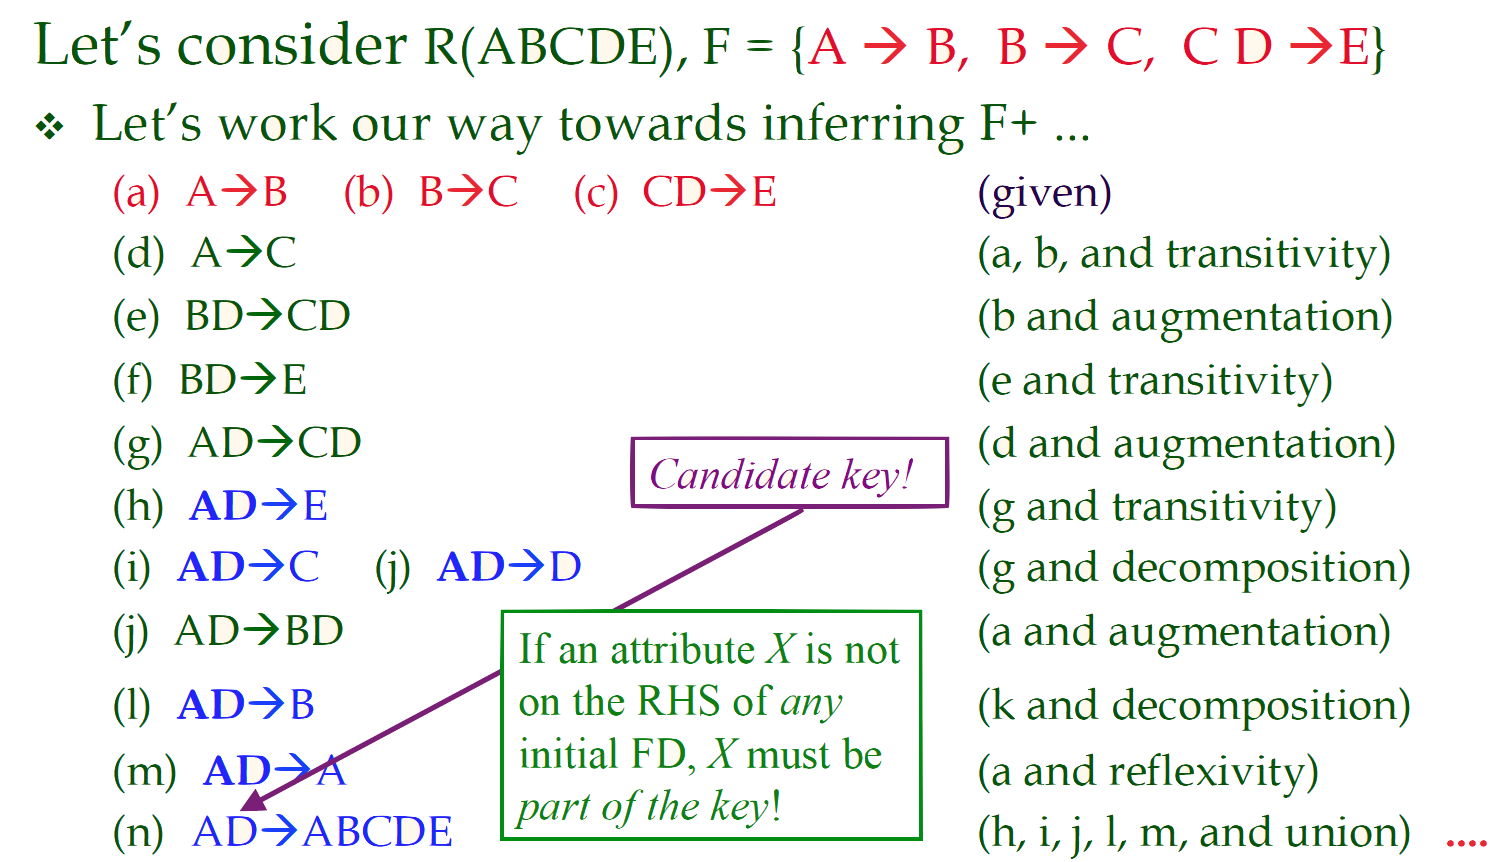 Let's consider R(ABCDE), F = {A → B, B → C, C D →E}
❖ Let's work our way towards inferring F+ ...
(a) A→B (b) B→C (c) CD→E (given)
(d) A→C (a, b, and transitivity)
(e) BD→CD (b and augmentation)
(f) BD→E (e and transitivity)
(g) AD→CD (d and augmentation)
Candidate key!
(h) AD→E (g and transitivity)
(i) AD→C (j) AD→D (g and decomposition)
(j) AD→BD (a and augmentation)
(l) AD→B (k and decomposition)
(m) AD→A (a and reflexivity)
(n) AD→ABCDE (h, i, j, l, m, and union) ....
If an attribute X is not
on the RHS of any
initial FD, X must be
part of the key!